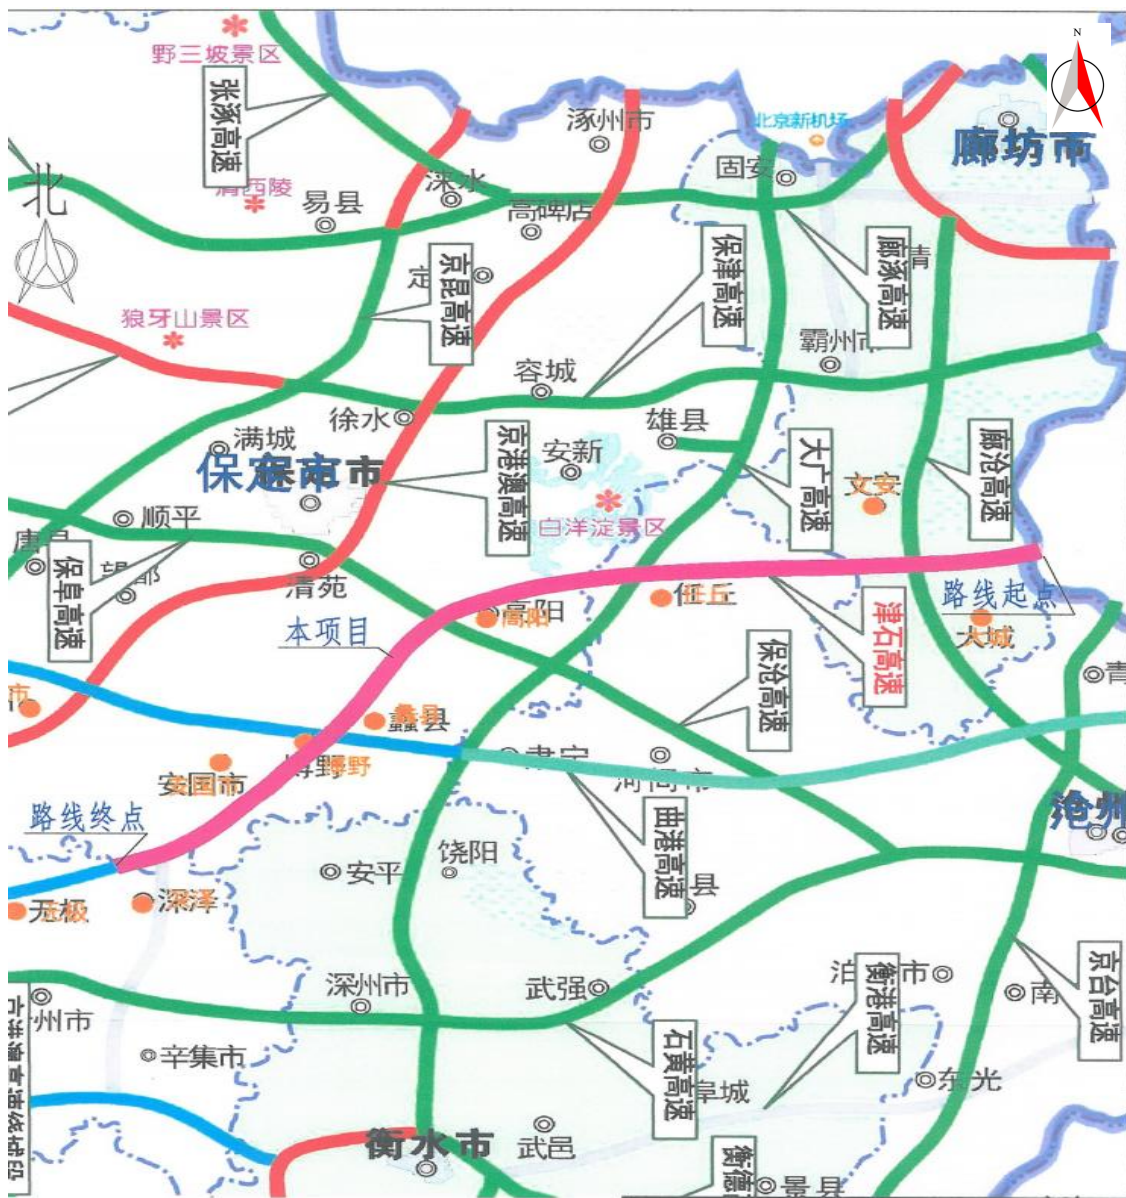 N
野三坡景区
涿州市
北京新机场
廊坊市
张涿高速
固安
涞水
清西陵
易县
高碑店
北
京昆高速
保津高速
廊涿高速
狼牙山景区
霸州市
容城
徐水
雄县
满城
安新
京港澳高速
大广高速
廊沧高速
保定市
文安
白洋淀景区
顺平
保阜高速
清苑
高阳
任丘
津石高速
路线起点
大城
本项目
保沧高速
蠡县
肃宁
博野
安国市
河间市
路线终点
曲港高速
沧州
安平
饶阳
县
无极
深泽
深州市
武强
衡港高速
市
南
京台高速
州市
辛集市
石黄高速
东光
阜城
衡水市
武邑
衡德
景县